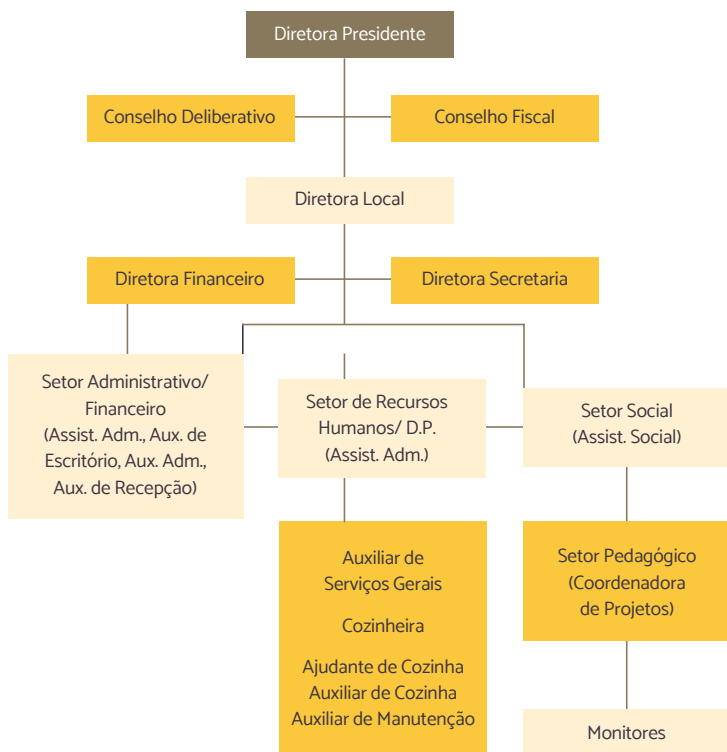 Diretora Presidente
Conselho Deliberativo
Conselho Fiscal
Diretora Local
Diretora Financeiro
Diretora Secretaria
Setor Administrativo/
Financeiro
(Assist. Adm., Aux. de
Escritório, Aux. Adm.,
Aux. de Recepção)
Setor de Recursos
Humanos/ D.P.
(Assist. Adm.)
Setor Social
(Assist. Social)
Auxiliar de
Serviços Gerais
Cozinheira
Ajudante de Cozinha
Auxiliar de Cozinha
Auxiliar de Manutenção
Setor Pedagógico
(Coordenadora
de Projetos)
Monitores